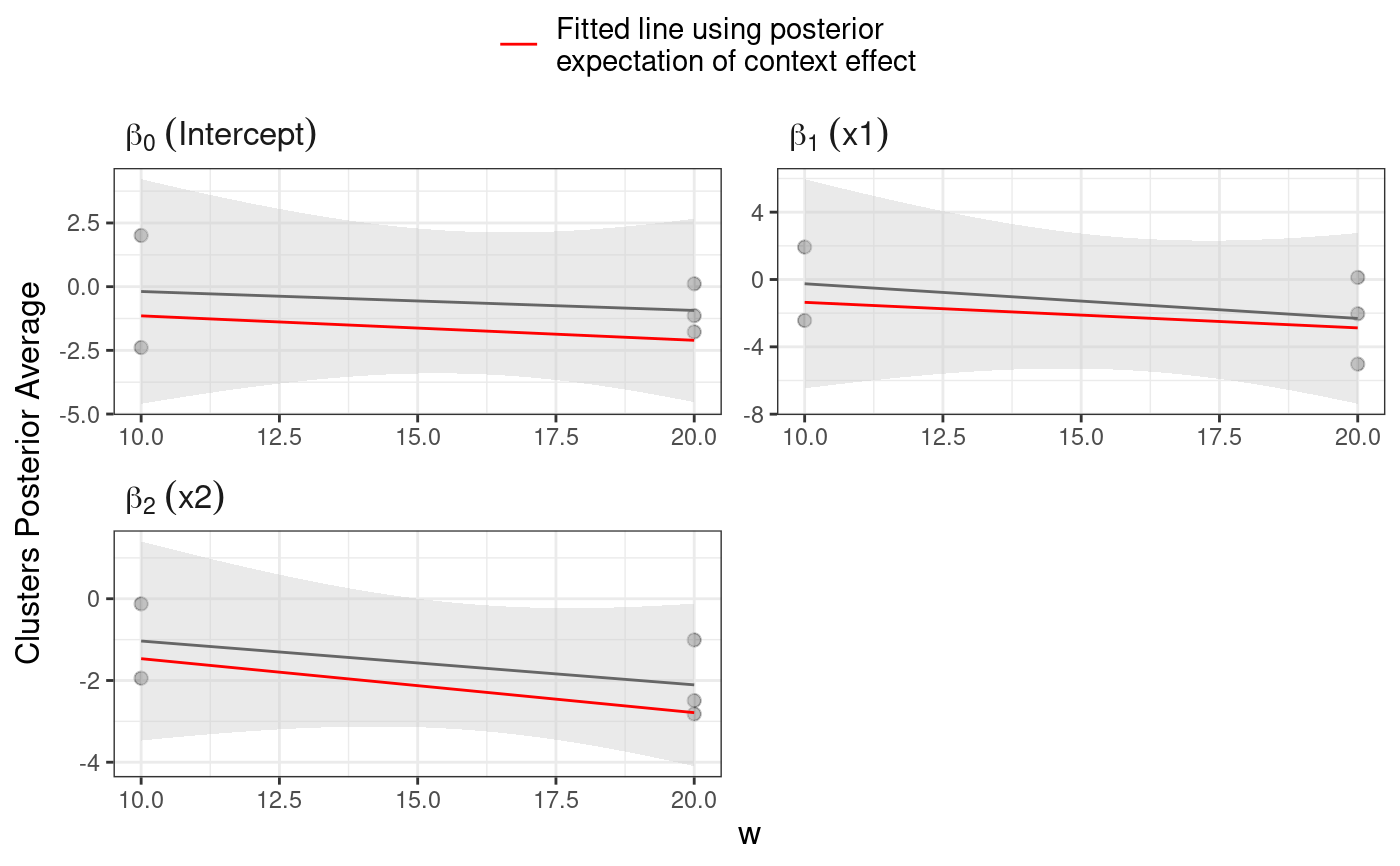 Fitted line using posterior
expectation of context effect
β0 (Intercept)
2.5
0.0
-2.5
-5.0
10.0 12.5 15.0 17.5 20.0
β1 (x1)
4
0
-4
-8
10.0 12.5 15.0 17.5 20.0
β2 (x2)
0
-2
-4
10.0 12.5 15.0 17.5 20.0
Clusters Posterior Average
w